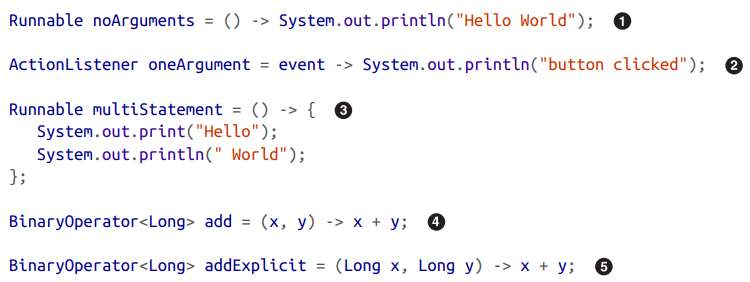 Runnable noArguments = () -> System.out.println("Hello World"); ❶
ActionListener oneArgument = event -> System.out.println("button clicked"); ❷
Runnable multiStatement = () -> { ❸
System.out.print("Hello");
System.out.println(" World");
};
BinaryOperator<Long> add = (x, y) -> x + y; ❹
BinaryOperator<Long> addExplicit = (Long x, Long y) -> x + y; ❺